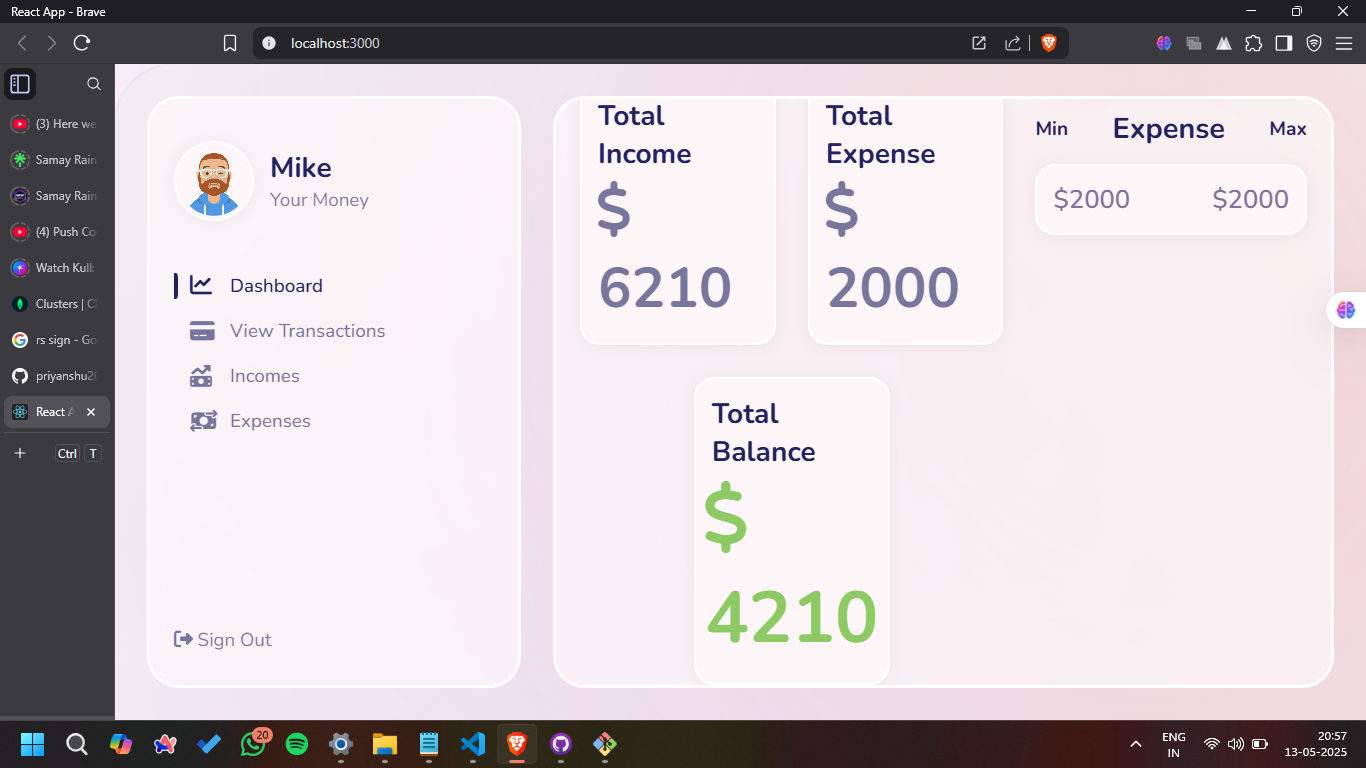 React App - Brave
localhost:3000
(3) Here we
Samay Rain
Samay Rain
(4) Push Co
Watch Kull
Clusters | Cl
rs sign - Go
priyanshu20
React A
Ctrl T
Mike
Your Money
Dashboard
View Transactions
Incomes
Expenses
Sign Out
Total
Income
$
6210
Total
Expense
$
2000
Min Expense Max
$2000 $2000
Total
Balance
$
4210
20
ENG
IN
20:57
13-05-2025